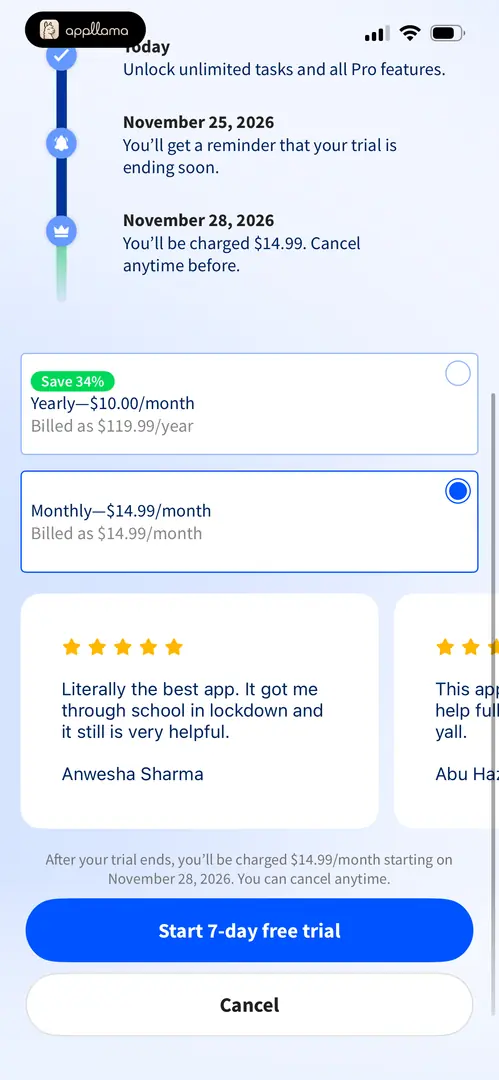 appllama
Today
Unlock unlimited tasks and all Pro features.
November 25, 2026
You’ll get a reminder that your trial is
ending soon.
November 28, 2026
You’ll be charged $14.99. Cancel
anytime before.
Save 34%
Yearly—$10.00/month
Billed as $119.99/year
Monthly—$14.99/month
Billed as $14.99/month
Literally the best app. It got me
through school in lockdown and
it still is very helpful.
Anwesha Sharma
This app
help full
yall.
Abu Haz
After your trial ends, you’ll be charged $14.99/month starting on
November 28, 2026. You can cancel anytime.
Start 7-day free trial
Cancel